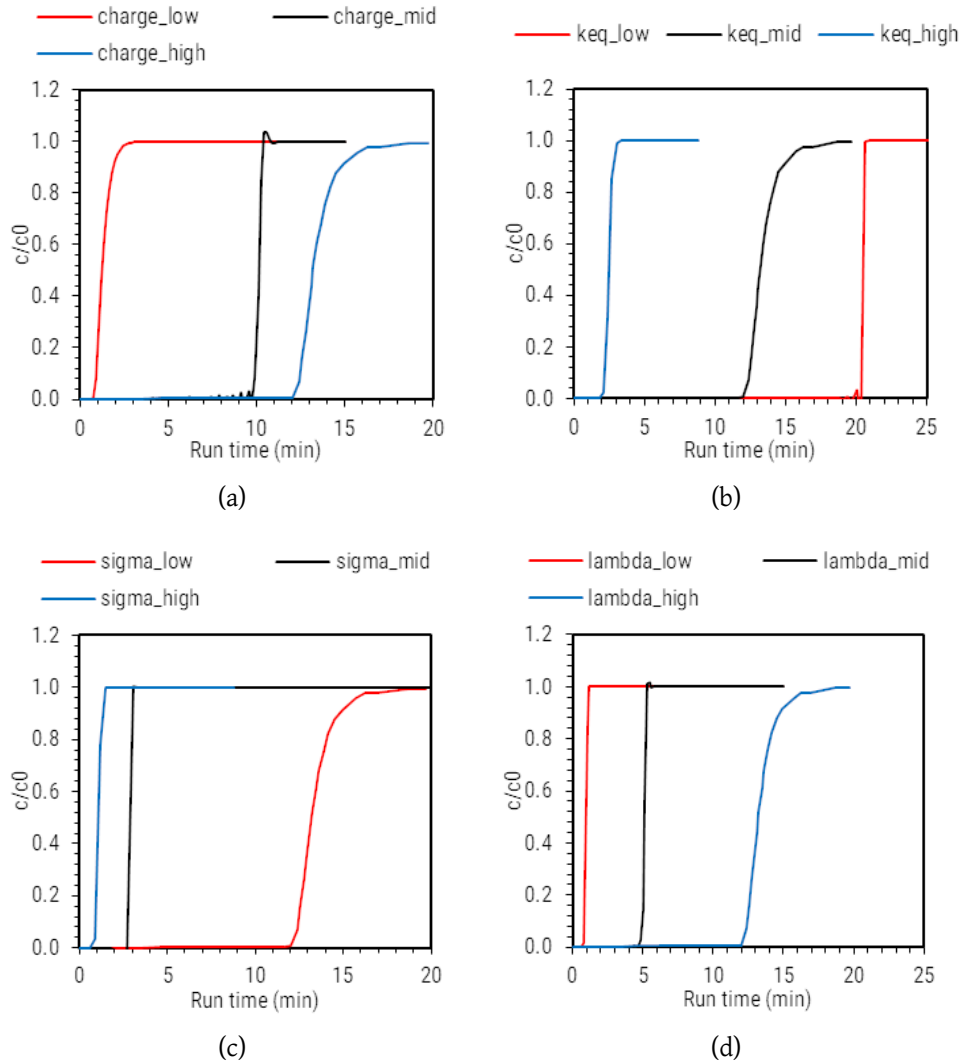 charge_low charge_mid
charge_high
1.2
1.0
0.8
0.6
0.4
0.2
0.0
c/c0
0 5 10 15 20
Run time (min)
(a)
keq_low keq_mid keq_high
1.2
1.0
0.8
0.6
0.4
0.2
0.0
c/c0
0 5 10 15 20 25
Run time (min)
(b)
sigma_low sigma_mid
sigma_high
1.2
1.0
0.8
0.6
0.4
0.2
0.0
c/c0
0 5 10 15 20
Run time (min)
(c)
lambda_low lambda_mid
lambda_high
1.2
1.0
0.8
0.6
0.4
0.2
0.0
c/c0
0 5 10 15 20 25
Run time (min)
(d)